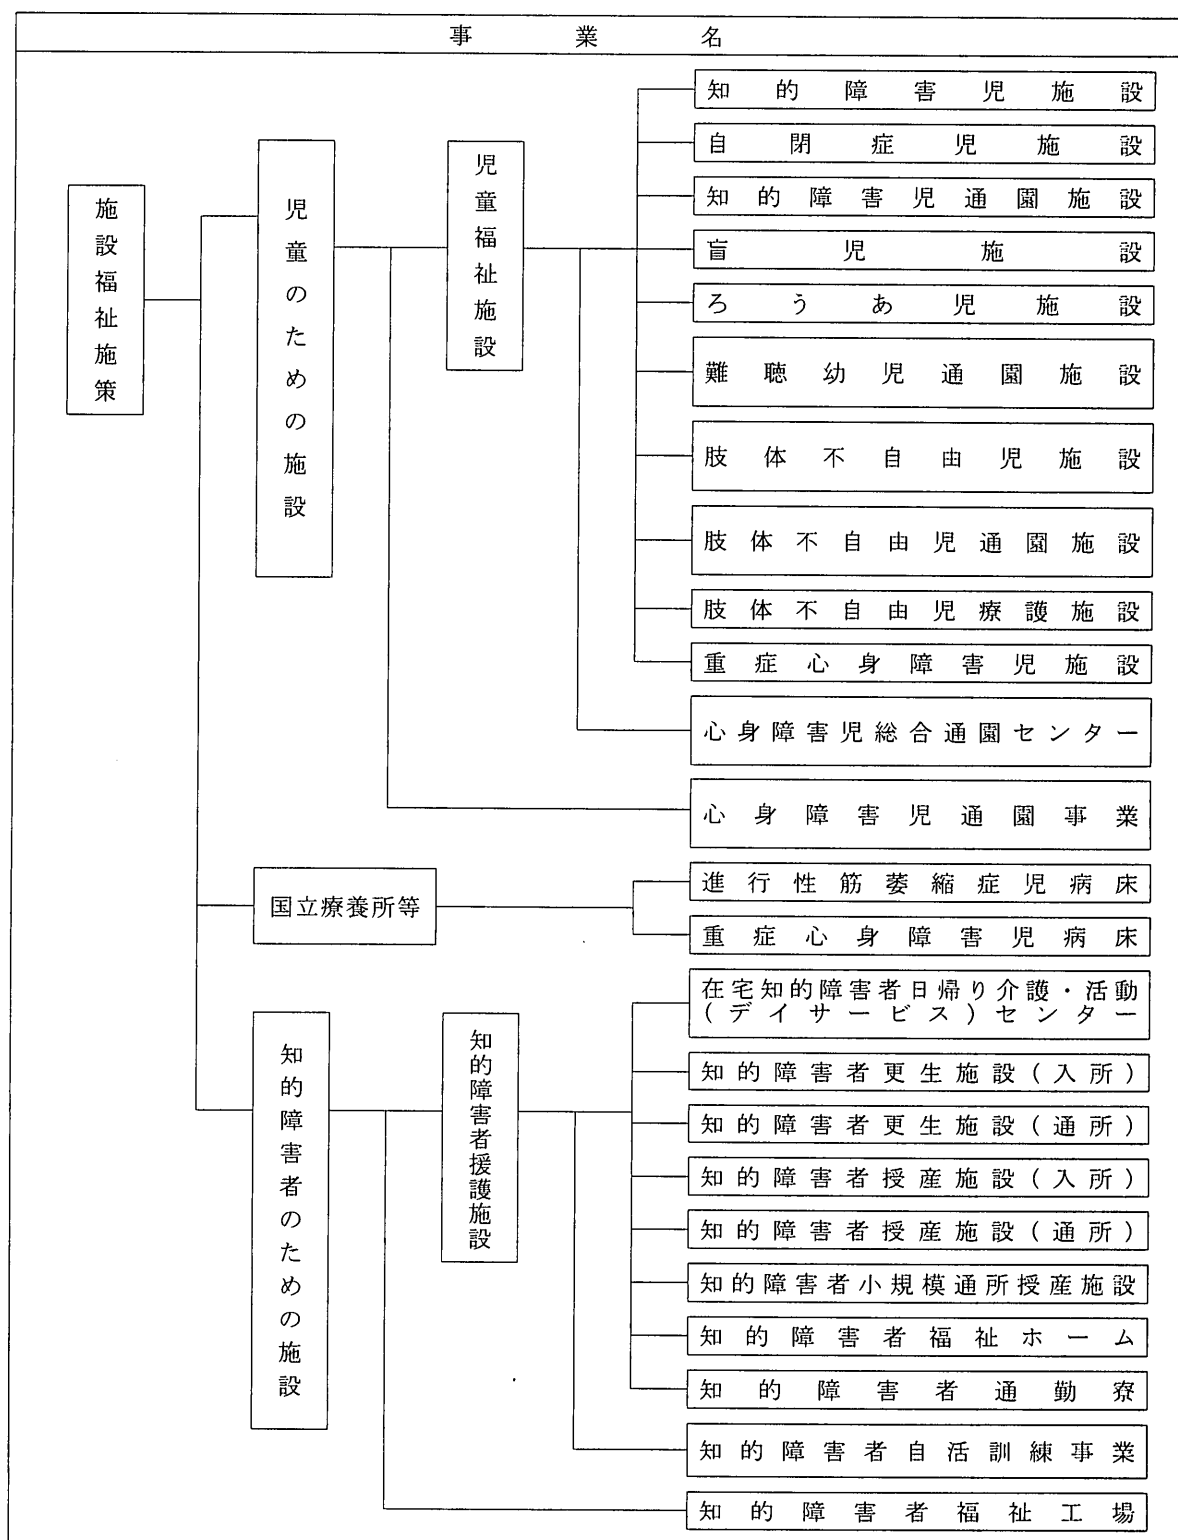 事業名
施設福祉施策
児童のための施設
児童福祉施設
知的障害児施設
自閉症児施設
知的障害児通園施設
盲児施設
ろうあ児施設
難聴幼児通園施設
肢体不自由児施設
肢体不自由児通園施設
肢体不自由児療護施設
重症心身障害児施設
心身障害児総合通園センター
心身障害児通園事業
国立療養所等
進行性筋萎縮症児病床
重症心身障害児病床
知的障害者のための施設
知的障害者援護施設
在宅知的障害者日帰り介護・活動
(デイサービス)センター
知的障害者更生施設(入所)
知的障害者更生施設(通所)
知的障害者授産施設(入所)
知的障害者授産施設(通所)
知的障害者小規模通所授産施設
知的障害者福祉ホーム
知的障害者通勤寮
知的障害者自活訓練事業
知的障害者福祉工場